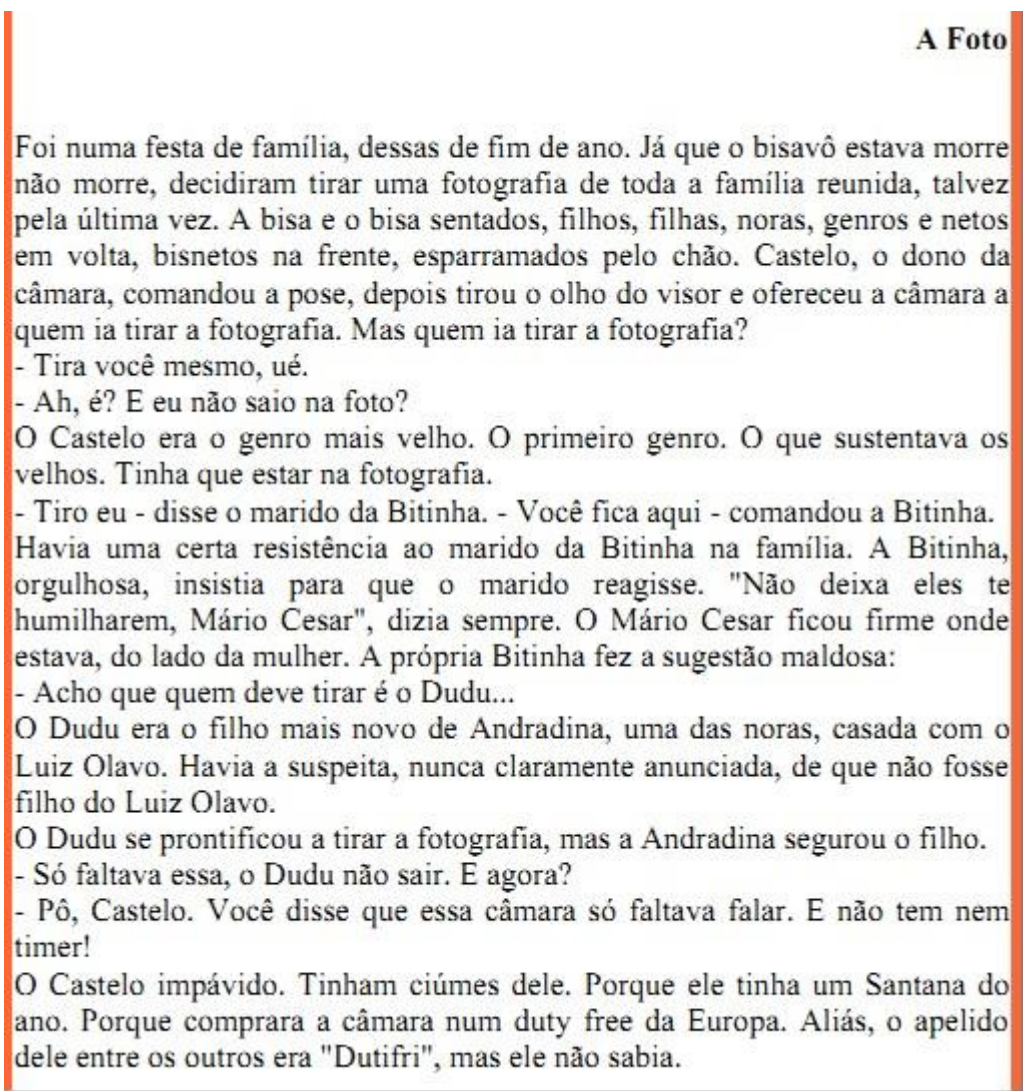 A Foto
Foi numa festa de família, dessas de fim de ano. Já que o bisavô estava morre
não morre, decidiram tirar uma fotografia de toda a família reunida, talvez
pela última vez. A bisa e o bisa sentados, filhos, filhas, noras, genros e netos
em volta, bisnetos na frente, esparramados pelo chão. Castelo, o dono da
câmara, comandou a pose, depois tirou o olho do visor e ofereceu a câmara a
quem ia tirar a fotografia. Mas quem ia tirar a fotografia?
- Tira você mesmo, ué.
- Ah, é? E eu não saio na foto?
O Castelo era o genro mais velho. O primeiro genro. O que sustentava os
velhos. Tinha que estar na fotografia.
- Tiro eu - disse o marido da Bitinha. - Você fica aqui - comandou a Bitinha.
Havia uma certa resistência ao marido da Bitinha na família. A Bitinha,
orgulhosa, insistia para que o marido reagisse. "Não deixa eles te
humilharem, Mário Cesar", dizia sempre. O Mário Cesar ficou firme onde
estava, do lado da mulher. A própria Bitinha fez a sugestão maldosa:
- Acho que quem deve tirar é o Dudu...
O Dudu era o filho mais novo de Andradina, uma das noras, casada com o
Luiz Olavo. Havia a suspeita, nunca claramente anunciada, de que não fosse
filho do Luiz Olavo.
O Dudu se prontificou a tirar a fotografia, mas a Andradina segurou o filho.
- Só faltava essa, o Dudu não sair. E agora?
- Pô, Castelo. Você disse que essa câmara só faltava falar. E não tem nem
timer!
O Castelo impávido. Tinham ciúmes dele. Porque ele tinha um Santana do
ano. Porque comprara a câmara num duty free da Europa. Aliás, o apelido
dele entre os outros era "Dutifri", mas ele não sabia.